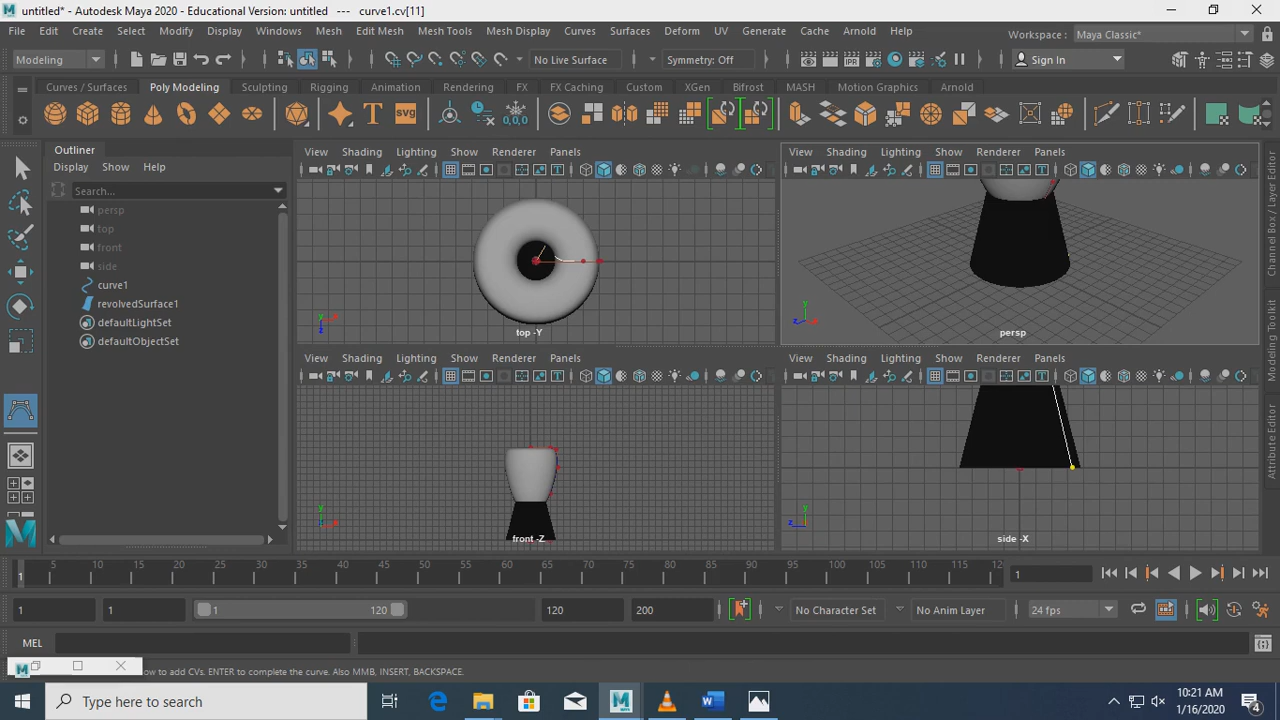 untitled* - Autodesk Maya 2020 - Educational Version: untitled --- curve1.cv[11]
File Edit Create Select Modify Display Windows Mesh Edit Mesh Mesh Tools Mesh Display Curves Surfaces Deform UV Generate Cache Arnold Help Workspace : Maya Classic*
Modeling No Live Surface Symmetry: Off Sign In
Curves / Surfaces Poly Modeling Sculpting Rigging Animation Rendering FX FX Caching Custom XGen Bifrost MASH Motion Graphics Arnold
SVG 0,0,0
Outliner
Display Show Help
Search...
persp
top
front
side
curve1
revolvedSurface1
defaultLightSet
defaultObjectSet
View Shading Lighting Show Renderer Panels
top -Y
View Shading Lighting Show Renderer Panels
persp
View Shading Lighting Show Renderer Panels
front -Z
View Shading Lighting Show Renderer Panels
side -X
Channel Box / Layer Editor
Modeling Toolkit
Attribute Editor
1 5 10 15 20 25 30 35 40 45 50 55 60 65 70 75 80 85 90 95 100 105 110 115 120 1
1 1 1 120 120 200 No Character Set No Anim Layer 24 fps
MEL
how to add CVs. ENTER to complete the curve. Also MMB, INSERT, BACKSPACE.
Type here to search
10:21 AM
1/16/2020
4